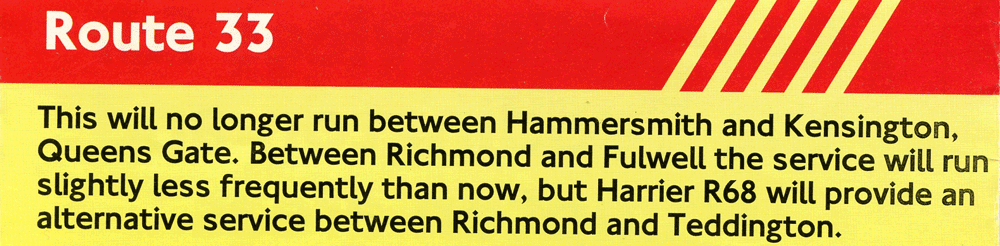 Route 33
This will no longer run between Hammersmith and Kensington,
Queens Gate. Between Richmond and Fulwell the service will run
slightly less frequently than now, but Harrier R68 will provide an
alternative service between Richmond and Teddington.